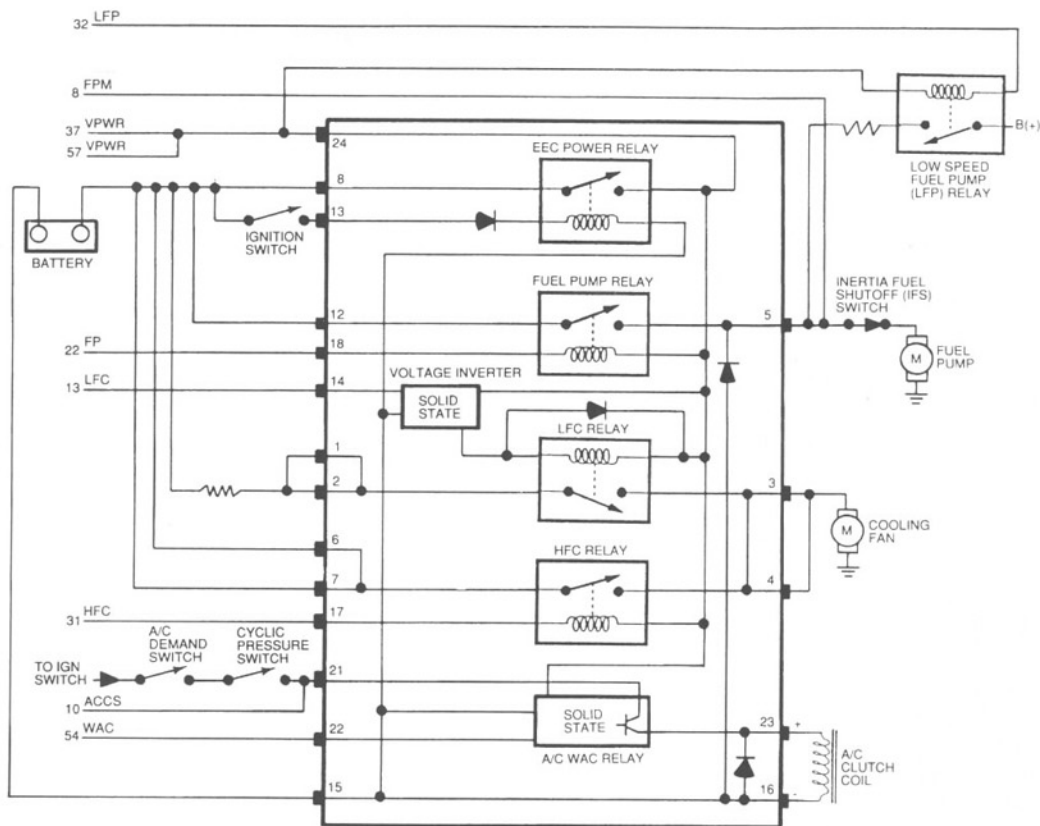 32 LFP
8 FPM
37 VPWR
57 VPWR
24
8
13
IGNITION
SWITCH
BATTERY
EEC POWER RELAY
B(+)
LOW SPEED
FUEL PUMP
(LFP) RELAY
12
FUEL PUMP RELAY
5
INERTIA FUEL
SHUTOFF (IFS)
SWITCH
M
FUEL
PUMP
22 FP
18
13 LFC
14
VOLTAGE INVERTER
SOLID
STATE
LFC RELAY
1
2
3
M
COOLING
FAN
6
7
HFC RELAY
4
31 HFC
17
A/C
DEMAND
SWITCH
CYCLIC
PRESSURE
SWITCH
TO IGN
SWITCH
21
10 ACCS
54 WAC
22
SOLID
STATE
A/C WAC RELAY
23
+
A/C
CLUTCH
COIL
15
16
-